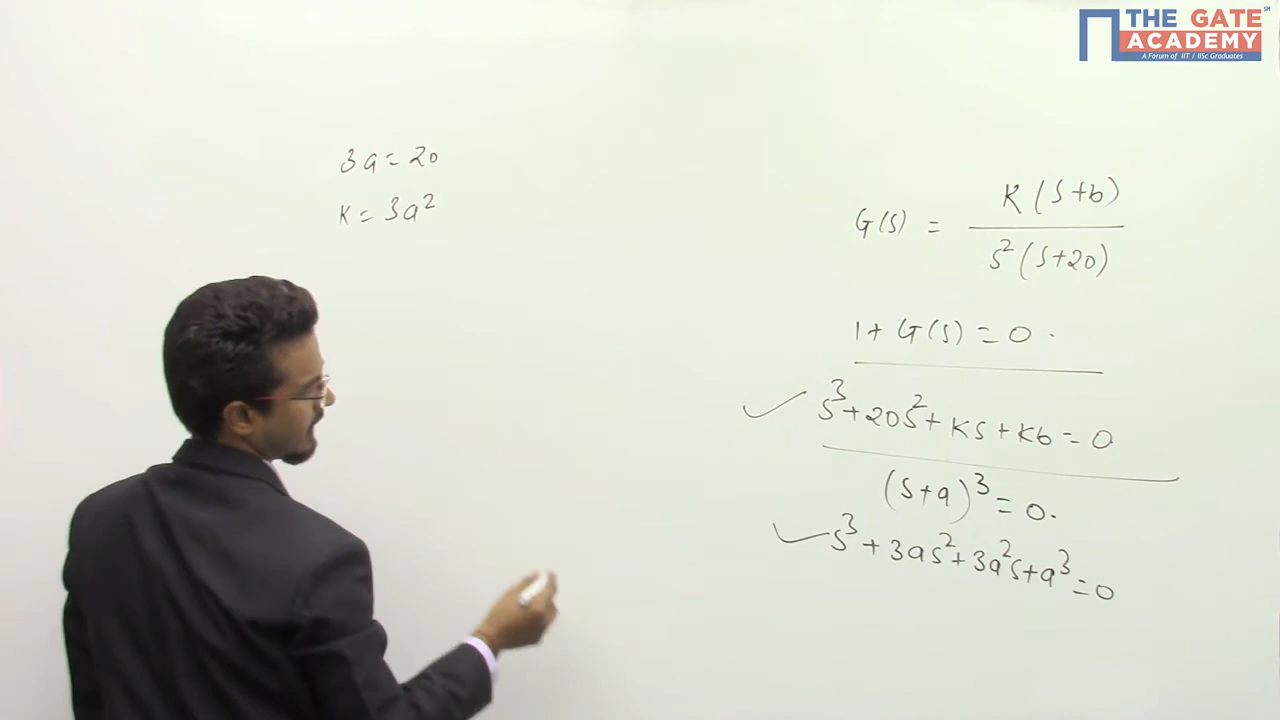 THE GATE
ACADEMY
A Forum of IIT / IISc Graduates
3a = 20
K = 3a²
G(s) = K(s+b) / s²(s+20)
1 + G(s) = 0.
s³ + 20s² + Ks + Kb = 0
(s+a)³ = 0.
s³ + 3as² + 3a²s + a³ = 0